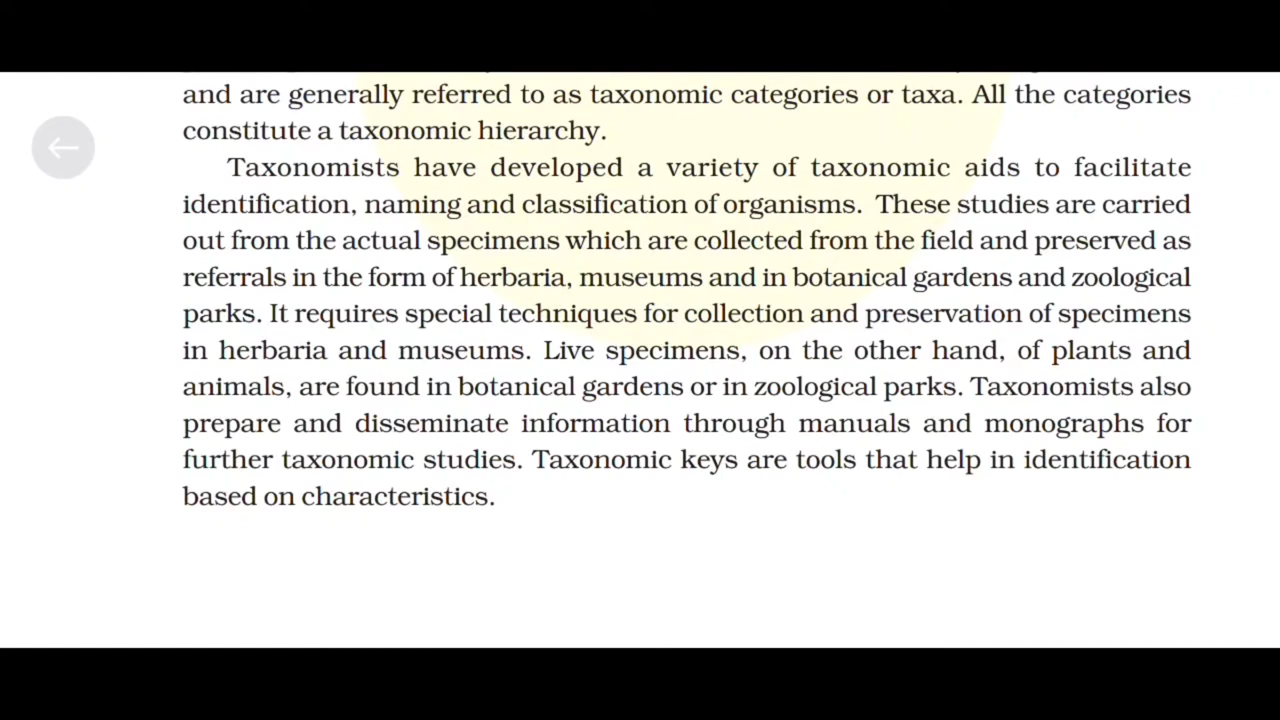 and are generally referred to as taxonomic categories or taxa. All the categories
constitute a taxonomic hierarchy.
Taxonomists have developed a variety of taxonomic aids to facilitate
identification, naming and classification of organisms. These studies are carried
out from the actual specimens which are collected from the field and preserved as
referrals in the form of herbaria, museums and in botanical gardens and zoological
parks. It requires special techniques for collection and preservation of specimens
in herbaria and museums. Live specimens, on the other hand, of plants and
animals, are found in botanical gardens or in zoological parks. Taxonomists also
prepare and disseminate information through manuals and monographs for
further taxonomic studies. Taxonomic keys are tools that help in identification
based on characteristics.